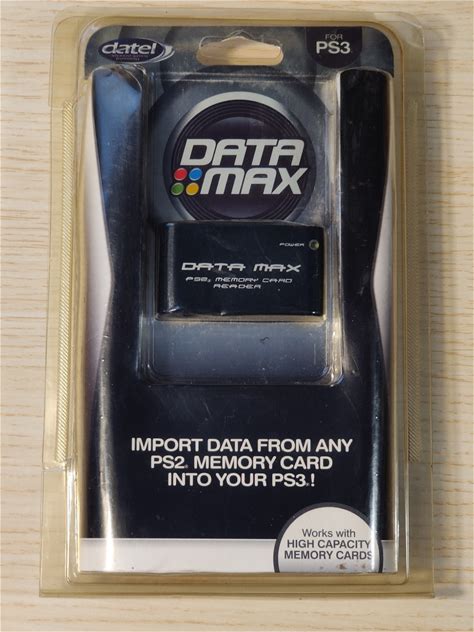 datel
FOR
PS3
DATA
MAX
POWER
DATA MAX
PS2 MEMORY CARD
READER
IMPORT DATA FROM ANY
PS2 MEMORY CARD
INTO YOUR PS3!
Works with
HIGH CAPACITY
MEMORY CARDS